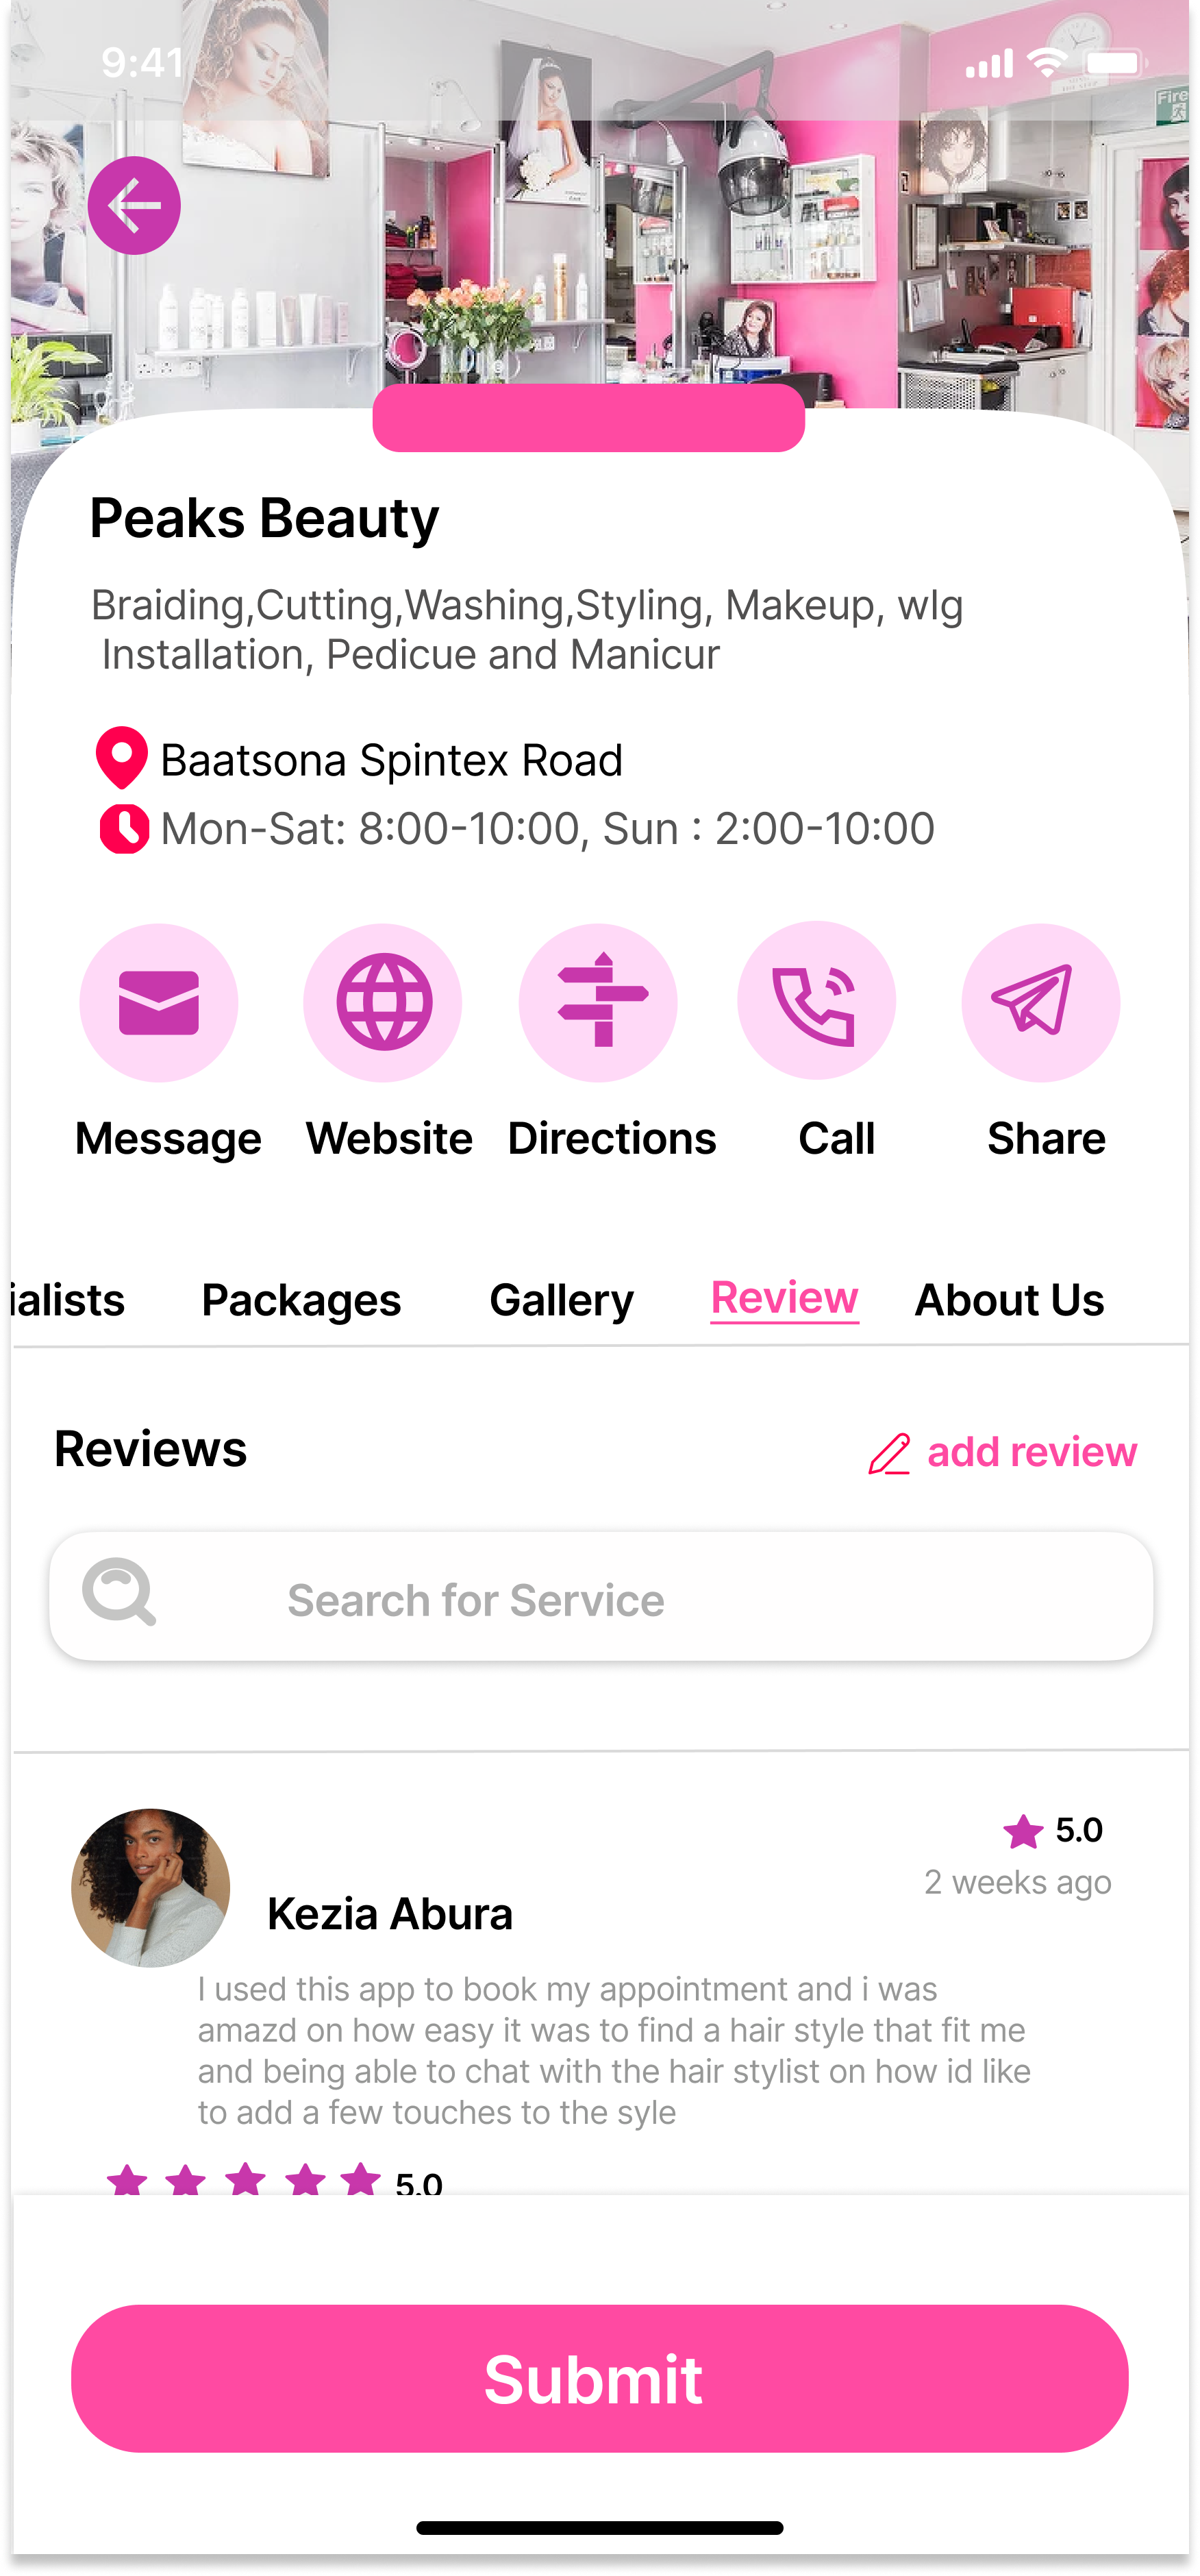 9:41
Fire
Peaks Beauty
Braiding,Cutting,Washing,Styling, Makeup, wIg
Installation, Pedicue and Manicur
Baatsona Spintex Road
Mon-Sat: 8:00-10:00, Sun : 2:00-10:00
Message Website Directions Call Share
ialists Packages Gallery Review About Us
Reviews add review
Search for Service
5.0
2 weeks ago
Kezia Abura
I used this app to book my appointment and i was
amazd on how easy it was to find a hair style that fit me
and being able to chat with the hair stylist on how id like
to add a few touches to the syle
5.0
Submit